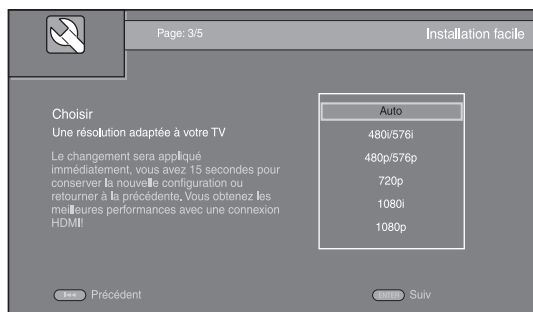 Page: 3/5
Installation facile
Choisir
Une résolution adaptée à votre TV
Le changement sera appliqué
immédiatement, vous avez 15 secondes pour
conserver la nouvelle configuration ou
retourner à la précédente. Vous obtenez les
meilleures performances avec une connexion
HDMI!
Auto
480i/576i
480p/576p
720p
1080i
1080p
Précédent
ENTER Suiv